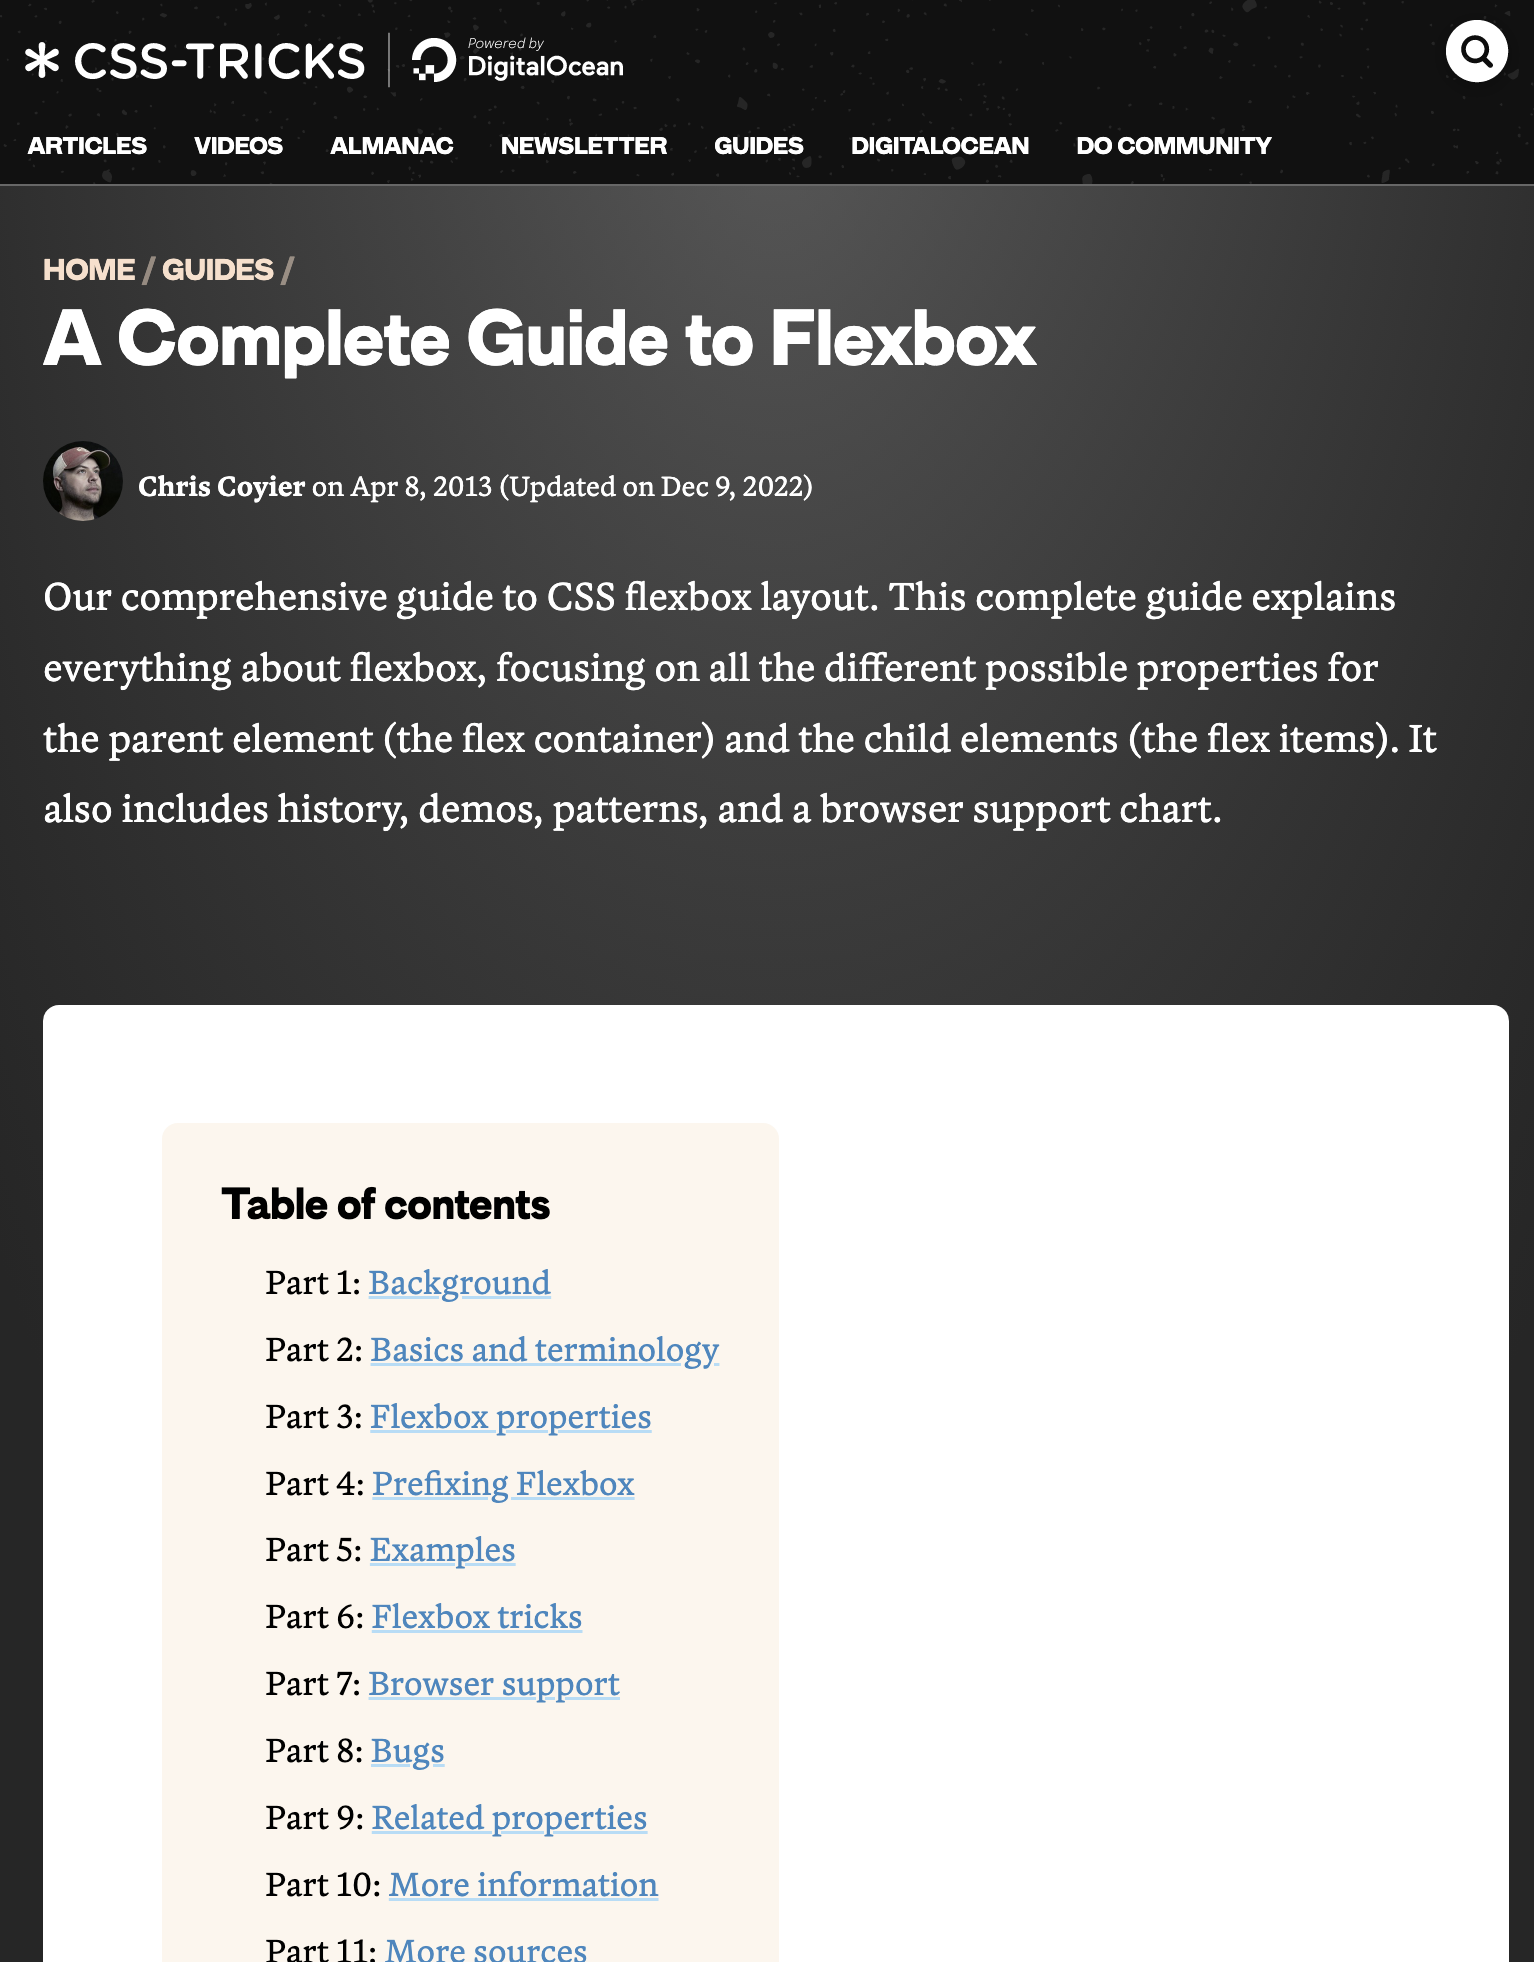 CSS-TRICKS
Powered by
DigitalOcean
ARTICLES VIDEOS ALMANAC NEWSLETTER GUIDES DIGITALOCEAN DO COMMUNITY
HOME / GUIDES /
A Complete Guide to Flexbox
Chris Coyier on Apr 8, 2013 (Updated on Dec 9, 2022)
Our comprehensive guide to CSS flexbox layout. This complete guide explains
everything about flexbox, focusing on all the different possible properties for
the parent element (the flex container) and the child elements (the flex items). It
also includes history, demos, patterns, and a browser support chart.
Table of contents
Part 1: Background
Part 2: Basics and terminology
Part 3: Flexbox properties
Part 4: Prefixing Flexbox
Part 5: Examples
Part 6: Flexbox tricks
Part 7: Browser support
Part 8: Bugs
Part 9: Related properties
Part 10: More information
Part 11: More sources